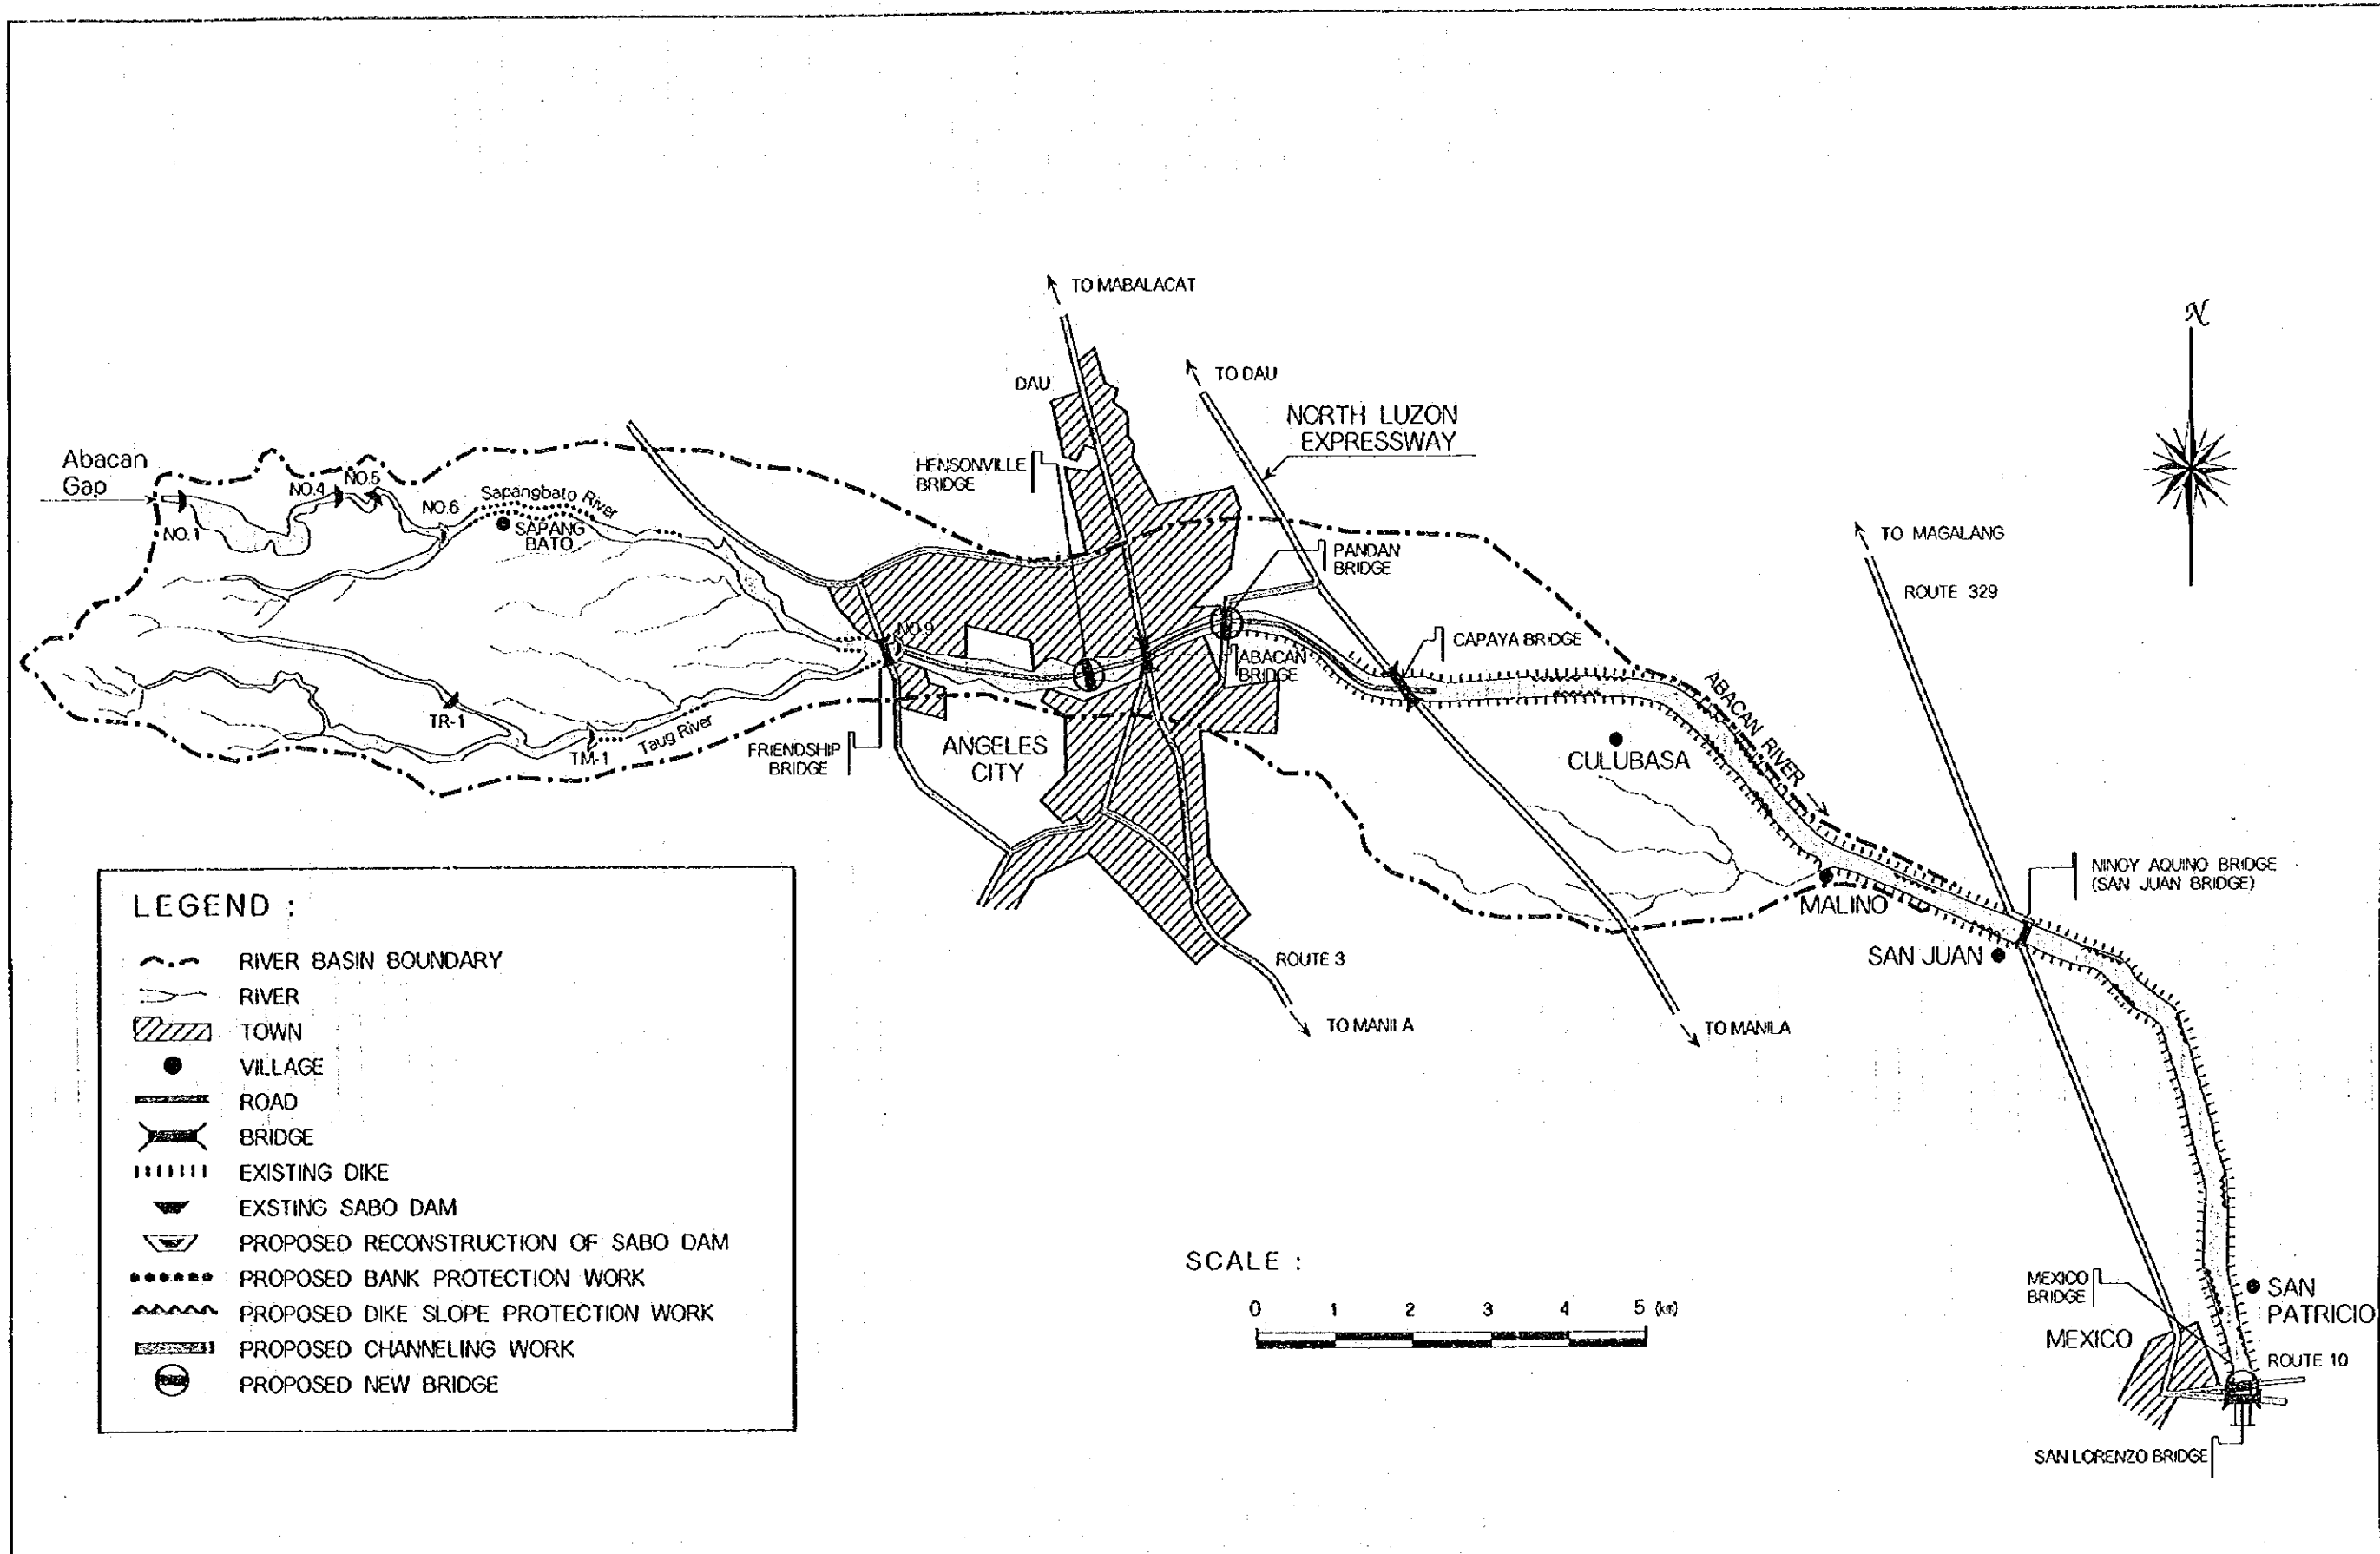 TO MABALACAT
N
DAU
TO DAU
NORTH LUZON
EXPRESSWAY
Abacan
Gap
HENSONVILLE
BRIDGE
NO.1
NO.4
NO.5
NO.6
Sapangbato River
SAPANG
BATO
TO MAGALANG
ROUTE 329
PANDAN
BRIDGE
NO.9
ABACAN
BRIDGE
CAPAYA BRIDGE
ABACAN RIVER
TR-1
TM-1
Taug River
FRIENDSHIP
BRIDGE
ANGELES
CITY
CULUBASA
MALINO
NINOY AQUINO BRIDGE
(SAN JUAN BRIDGE)
SAN JUAN
ROUTE 3
TO MANILA
TO MANILA
LEGEND :
RIVER BASIN BOUNDARY
RIVER
TOWN
VILLAGE
ROAD
BRIDGE
EXISTING DIKE
EXSTING SABO DAM
PROPOSED RECONSTRUCTION OF SABO DAM
PROPOSED BANK PROTECTION WORK
PROPOSED DIKE SLOPE PROTECTION WORK
PROPOSED CHANNELING WORK
PROPOSED NEW BRIDGE
SCALE :
0 1 2 3 4 5 (km)
MEXICO
BRIDGE
SAN
PATRICIO
MEXICO
ROUTE 10
SAN LORENZO BRIDGE